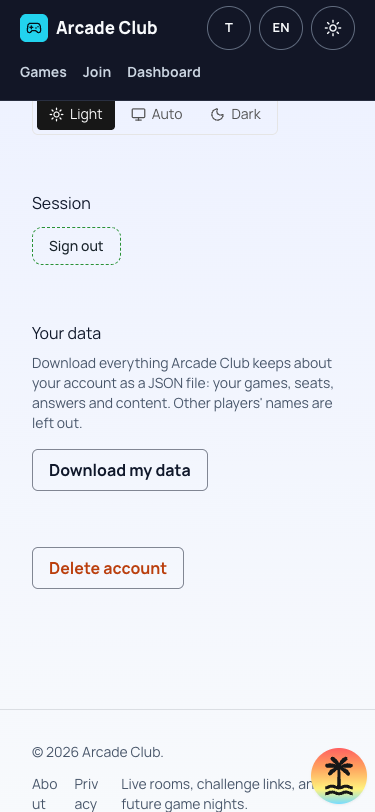 Arcade Club
T
EN
Games Join Dashboard
Light Auto Dark
Session
Sign out
Your data
Download everything Arcade Club keeps about
your account as a JSON file: your games, seats,
answers and content. Other players' names are
left out.
Download my data
Delete account
© 2026 Arcade Club.
Abo
ut
Priv
acy
Live rooms, challenge links,
future game nights.